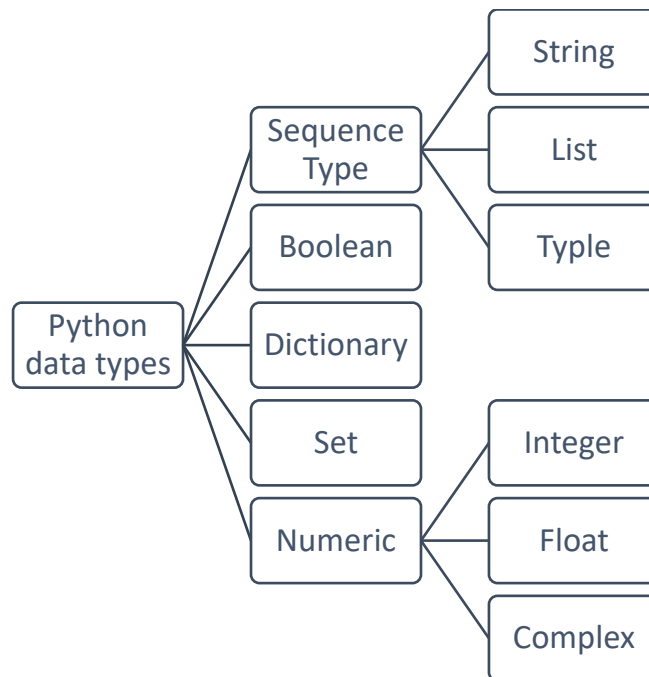 String
Sequence
Type
List
Boolean
Typle
Python
data types
Dictionary
Set
Integer
Numeric
Float
Complex